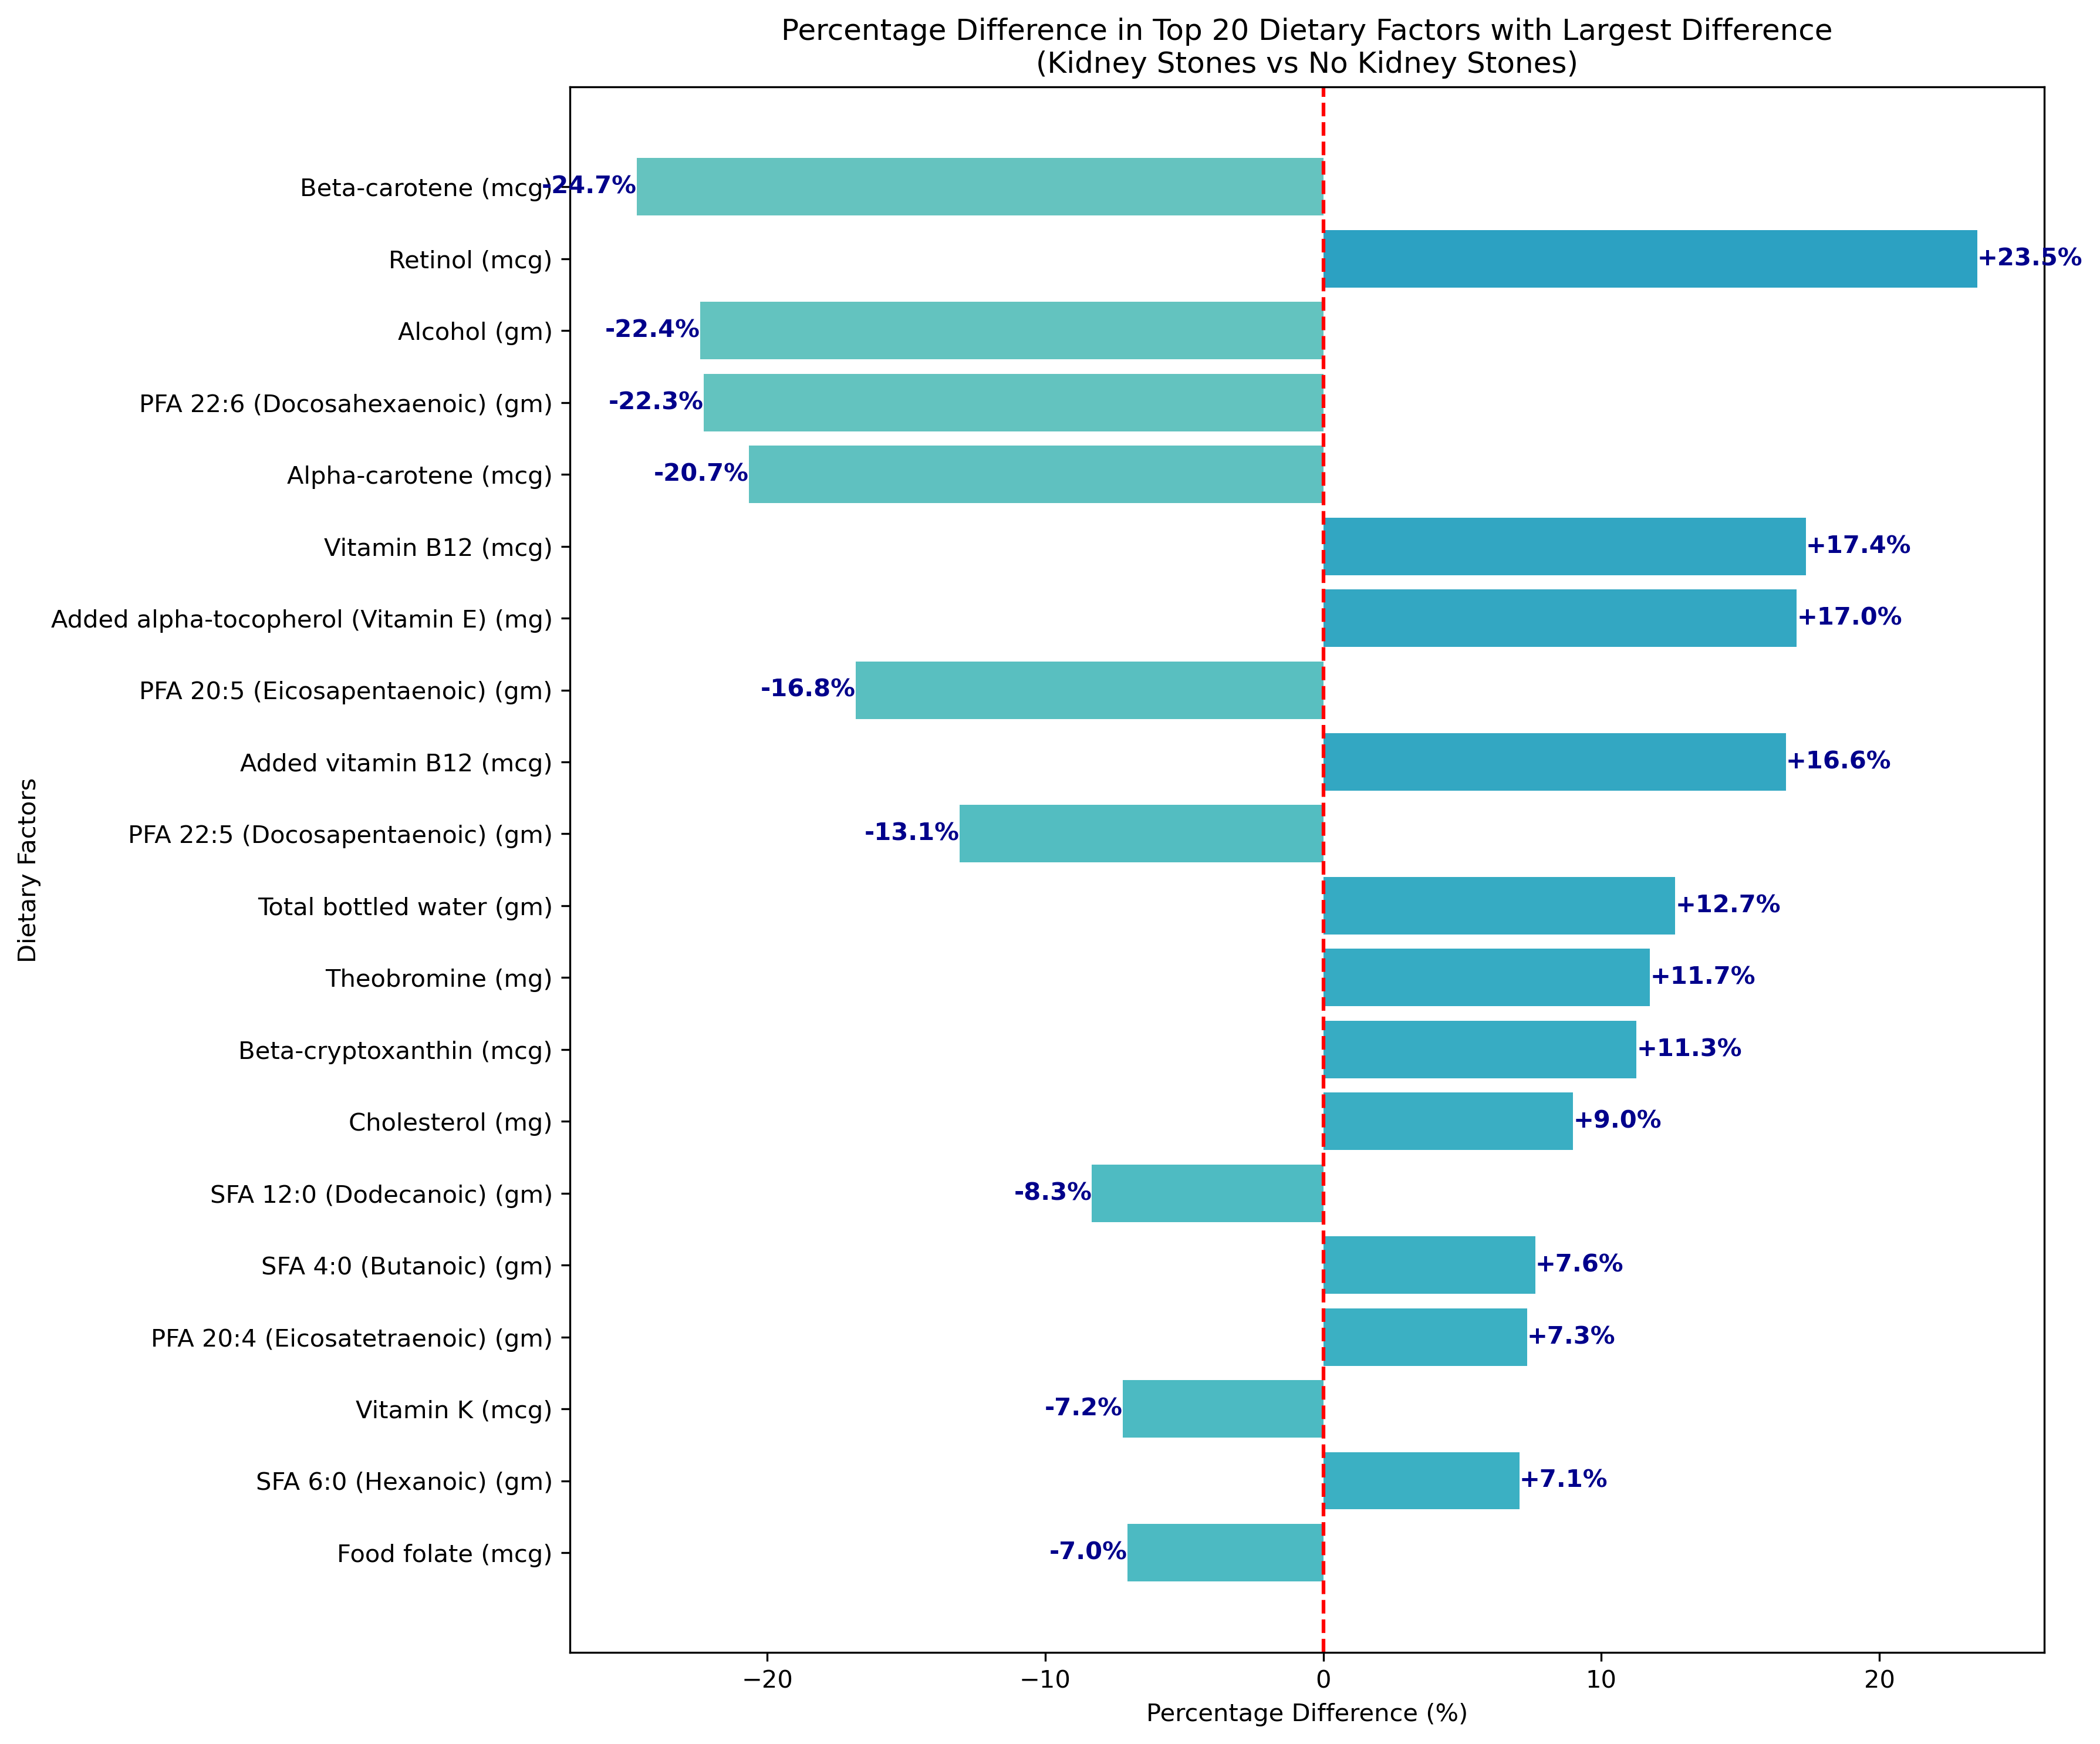 Percentage Difference in Top 20 Dietary Factors with Largest Difference
(Kidney Stones vs No Kidney Stones)
Dietary Factors
Beta-carotene (mcg) -24.7%
Retinol (mcg) +23.5%
Alcohol (gm) -22.4%
PFA 22:6 (Docosahexaenoic) (gm) -22.3%
Alpha-carotene (mcg) -20.7%
Vitamin B12 (mcg) +17.4%
Added alpha-tocopherol (Vitamin E) (mg) +17.0%
PFA 20:5 (Eicosapentaenoic) (gm) -16.8%
Added vitamin B12 (mcg) +16.6%
PFA 22:5 (Docosapentaenoic) (gm) -13.1%
Total bottled water (gm) +12.7%
Theobromine (mg) +11.7%
Beta-cryptoxanthin (mcg) +11.3%
Cholesterol (mg) +9.0%
SFA 12:0 (Dodecanoic) (gm) -8.3%
SFA 4:0 (Butanoic) (gm) +7.6%
PFA 20:4 (Eicosatetraenoic) (gm) +7.3%
Vitamin K (mcg) -7.2%
SFA 6:0 (Hexanoic) (gm) +7.1%
Food folate (mcg) -7.0%
−20 −10 0 10 20
Percentage Difference (%)